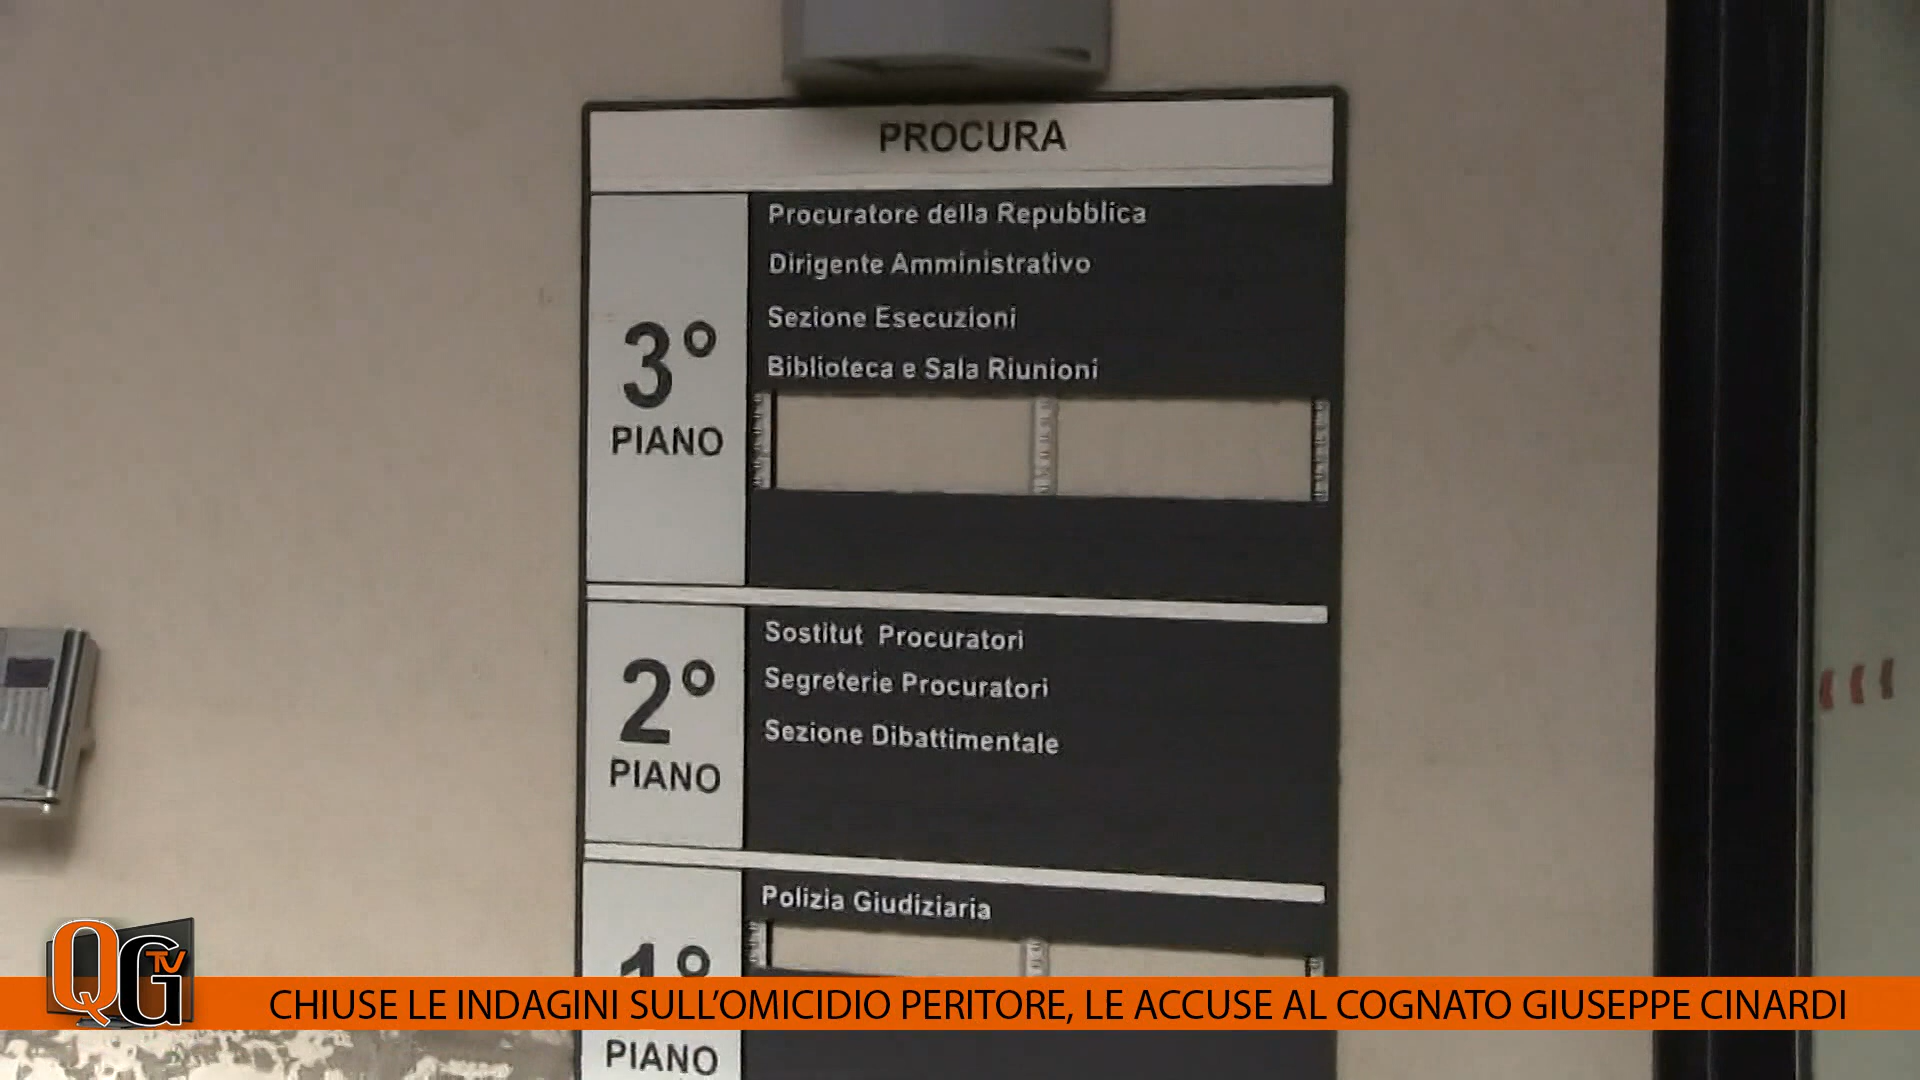 PROCURA
3°
PIANO
Procuratore della Repubblica
Dirigente Amministrativo
Sezione Esecuzioni
Biblioteca e Sala Riunioni
2°
PIANO
Sostitut Procuratori
Segreterie Procuratori
Sezione Dibattimentale
1°
PIANO
Polizia Giudiziaria
QG TV
CHIUSE LE INDAGINI SULL'OMICIDIO PERITORE, LE ACCUSE AL COGNATO GIUSEPPE CINARDI